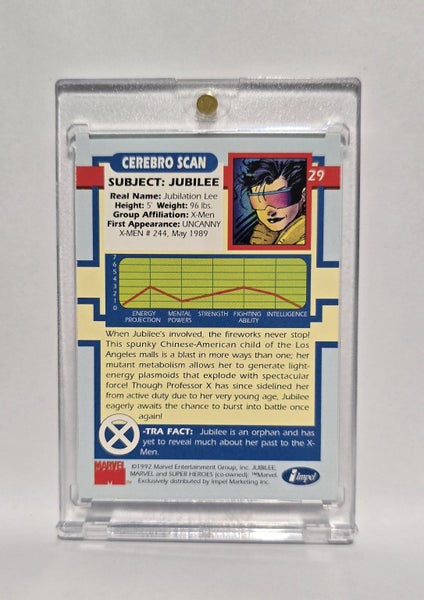 CEREBRO SCAN
SUBJECT: JUBILEE
29
Real Name: Jubilation Lee
Height: 5' Weight: 96 lbs.
Group Affiliation: X-Men
First Appearance: UNCANNY
X-MEN # 244, May 1989
7
6
5
4
3
2
1
0
ENERGY
PROJECTION
MENTAL
POWERS
STRENGTH
FIGHTING
ABILITY
INTELLIGENCE
When Jubilee's involved, the fireworks never stop!
This spunky Chinese-American child of the Los
Angeles malls is a blast in more ways than one; her
mutant metabolism allows her to generate light-
energy plasmoids that explode with spectacular
force! Though Professor X has since sidelined her
from active duty due to her very young age, Jubilee
eagerly awaits the chance to burst into battle once
again!
X
-TRA FACT: Jubilee is an orphan and has
yet to reveal much about her past to the X-
Men.
MARVEL
M
TM
©1992 Marvel Entertainment Group, Inc. JUBILEE,
MARVEL and SUPER HEROES (co-owned): ™Marvel.
Exclusively distributed by Impel Marketing Inc.
Impel